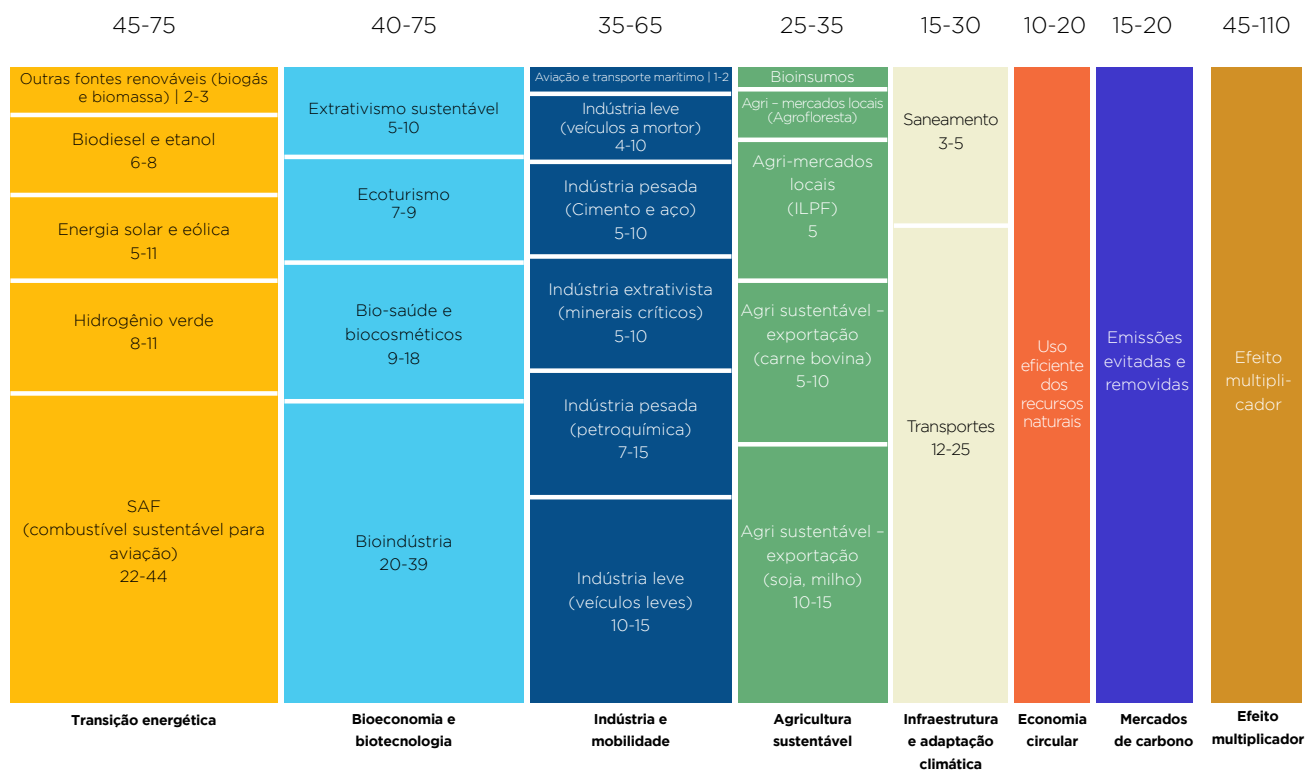 45-75
40-75
35-65
25-35
15-30
10-20
15-20
45-110
Outras fontes renováveis (biogás
e biomassa) | 2-3
Biodiesel e etanol
6-8
Energia solar e eólica
5-11
Hidrogênio verde
8-11
SAF
(combustível sustentável para
aviação)
22-44
Extrativismo sustentável
5-10
Ecoturismo
7-9
Bio-saúde e
biocosméticos
9-18
Bioindústria
20-39
Aviação e transporte marítimo | 1-2
Indústria leve
(veículos a mortor)
4-10
Indústria pesada
(Cimento e aço)
5-10
Indústria extrativista
(minerais críticos)
5-10
Indústria pesada
(petroquímica)
7-15
Indústria leve
(veículos leves)
10-15
Bioinsumos
Agri – mercados locais
(Agrofloresta)
Agri-mercados
locais
(ILPF)
5
Agri sustentável –
exportação
(carne bovina)
5-10
Agri sustentável –
exportação
(soja, milho)
10-15
Saneamento
3-5
Transportes
12-25
Uso
eficiente
dos
recursos
naturais
Emissões
evitadas e
removidas
Efeito
multipli-
cador
Transição energética
Bioeconomia e
biotecnologia
Indústria e
mobilidade
Agricultura
sustentável
Infraestrutura
e adaptação
climática
Economia
circular
Mercados
de carbono
Efeito
multiplicador